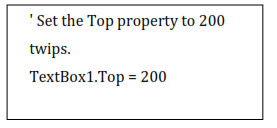 ' Set the Top property to 200
twips.
TextBox1.Top = 200